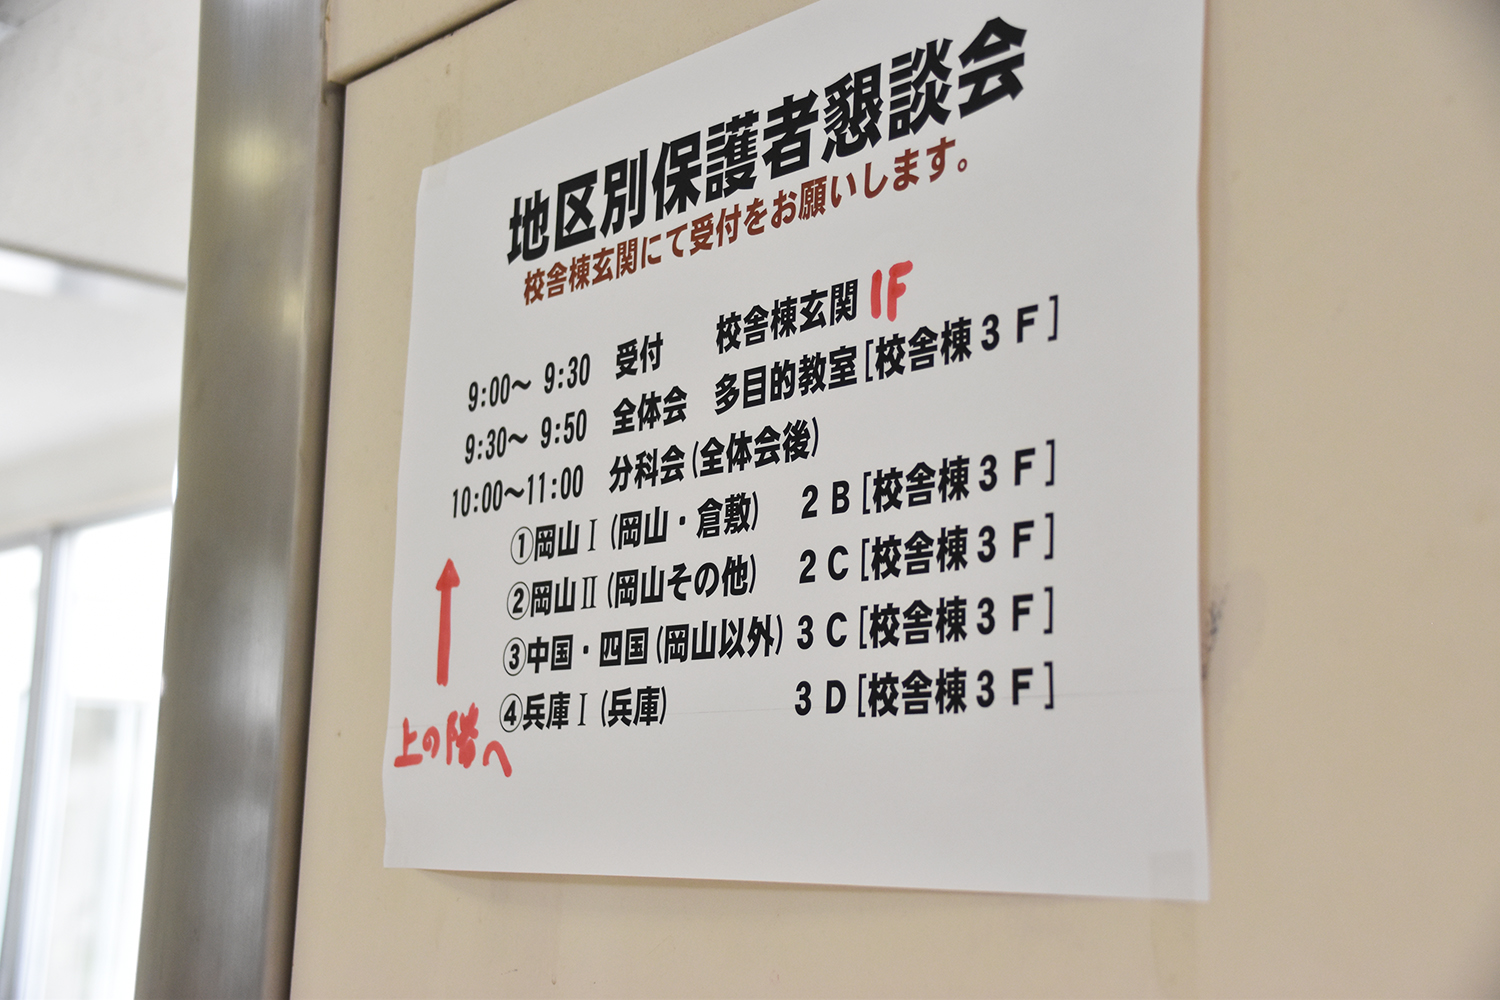 地区別保護者懇談会
校舎棟玄関にて受付をお願いします。
9:00～ 9:30 受付 校舎棟玄関 1F
9:30～ 9:50 全体会 多目的教室[校舎棟3F]
10:00～11:00 分科会(全体会後)
①岡山Ⅰ(岡山・倉敷) 2B[校舎棟3F]
②岡山Ⅱ(岡山その他) 2C[校舎棟3F]
③中国・四国(岡山以外) 3C[校舎棟3F]
④兵庫Ⅰ(兵庫) 3D[校舎棟3F]
上の階へ